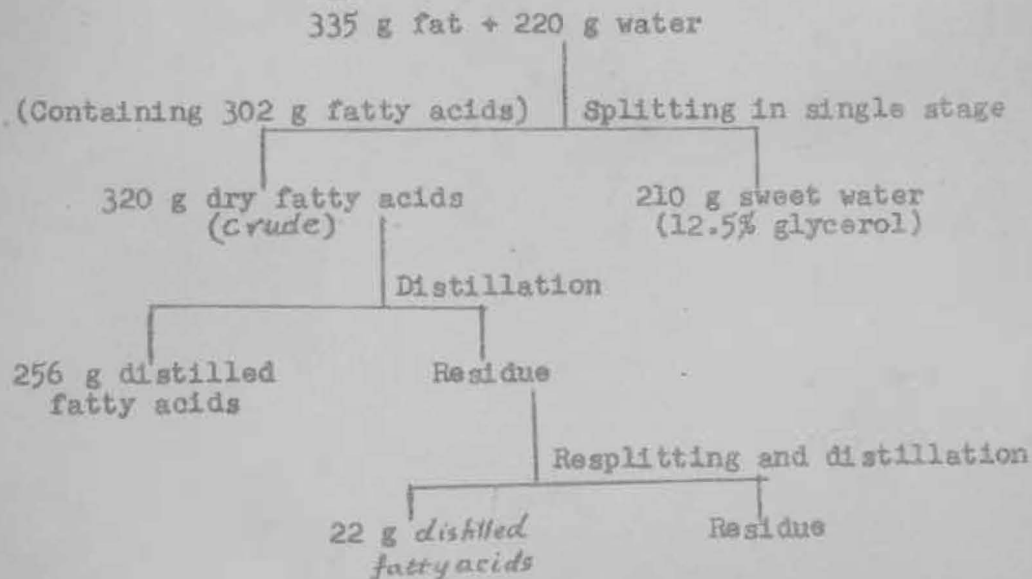 335 g fat + 220 g water
(Containing 302 g fatty acids)
Splitting in single stage
320 g dry fatty acids
(Crude)
210 g sweet water
(12.5% glycerol)
Distillation
256 g distilled
fatty acids
Residue
Resplitting and distillation
22 g distilled
fatty acids
Residue